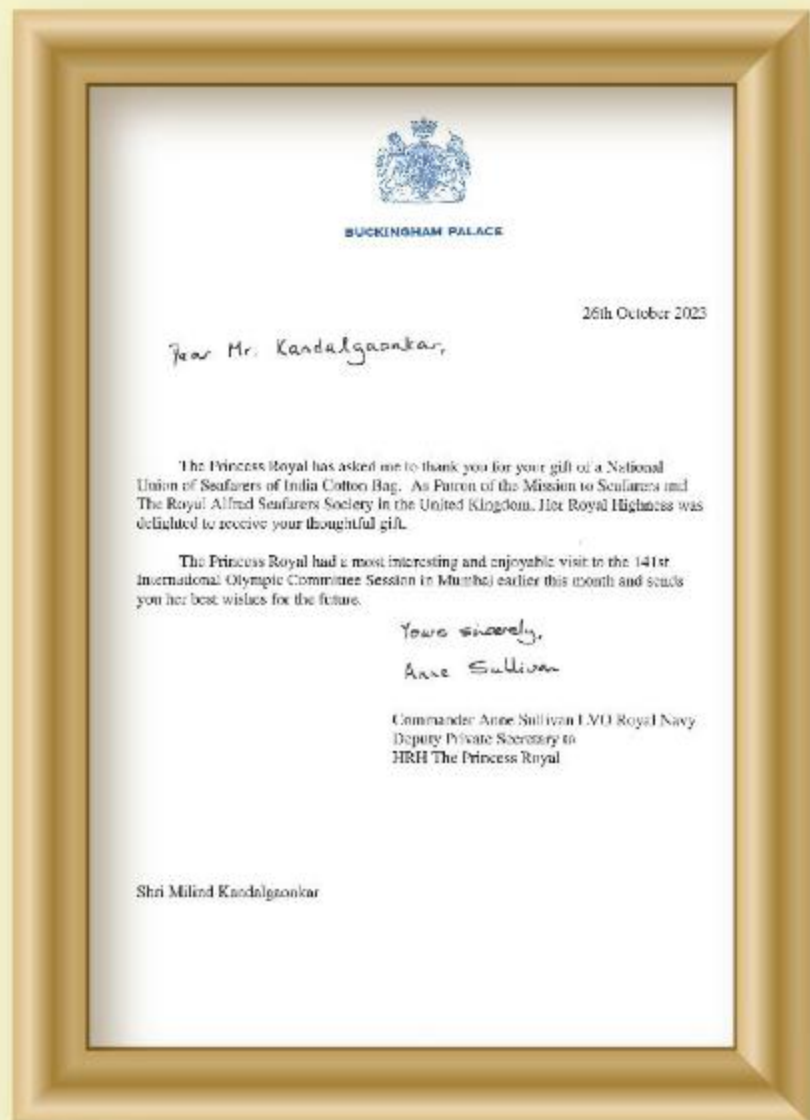 BUCKINGHAM PALACE
26th October 2023
Dear Mr. Kandalgaonkar,
The Princess Royal has asked me to thank you for your gift of a National
Union of Seafarers of India Cotton Bag. As Patron of the Mission to Seafarers and
The Royal Alfred Seafarers Society in the United Kingdom, Her Royal Highness was
delighted to receive your thoughtful gift.
The Princess Royal had a most interesting and enjoyable visit to the 141st
International Olympic Committee Session in Mumbai earlier this month and sends
you her best wishes for the future.
Yours sincerely,
Anne Sullivan
Commander Anne Sullivan LVO Royal Navy
Deputy Private Secretary to
HRH The Princess Royal
Shri Milind Kandalgaonkar